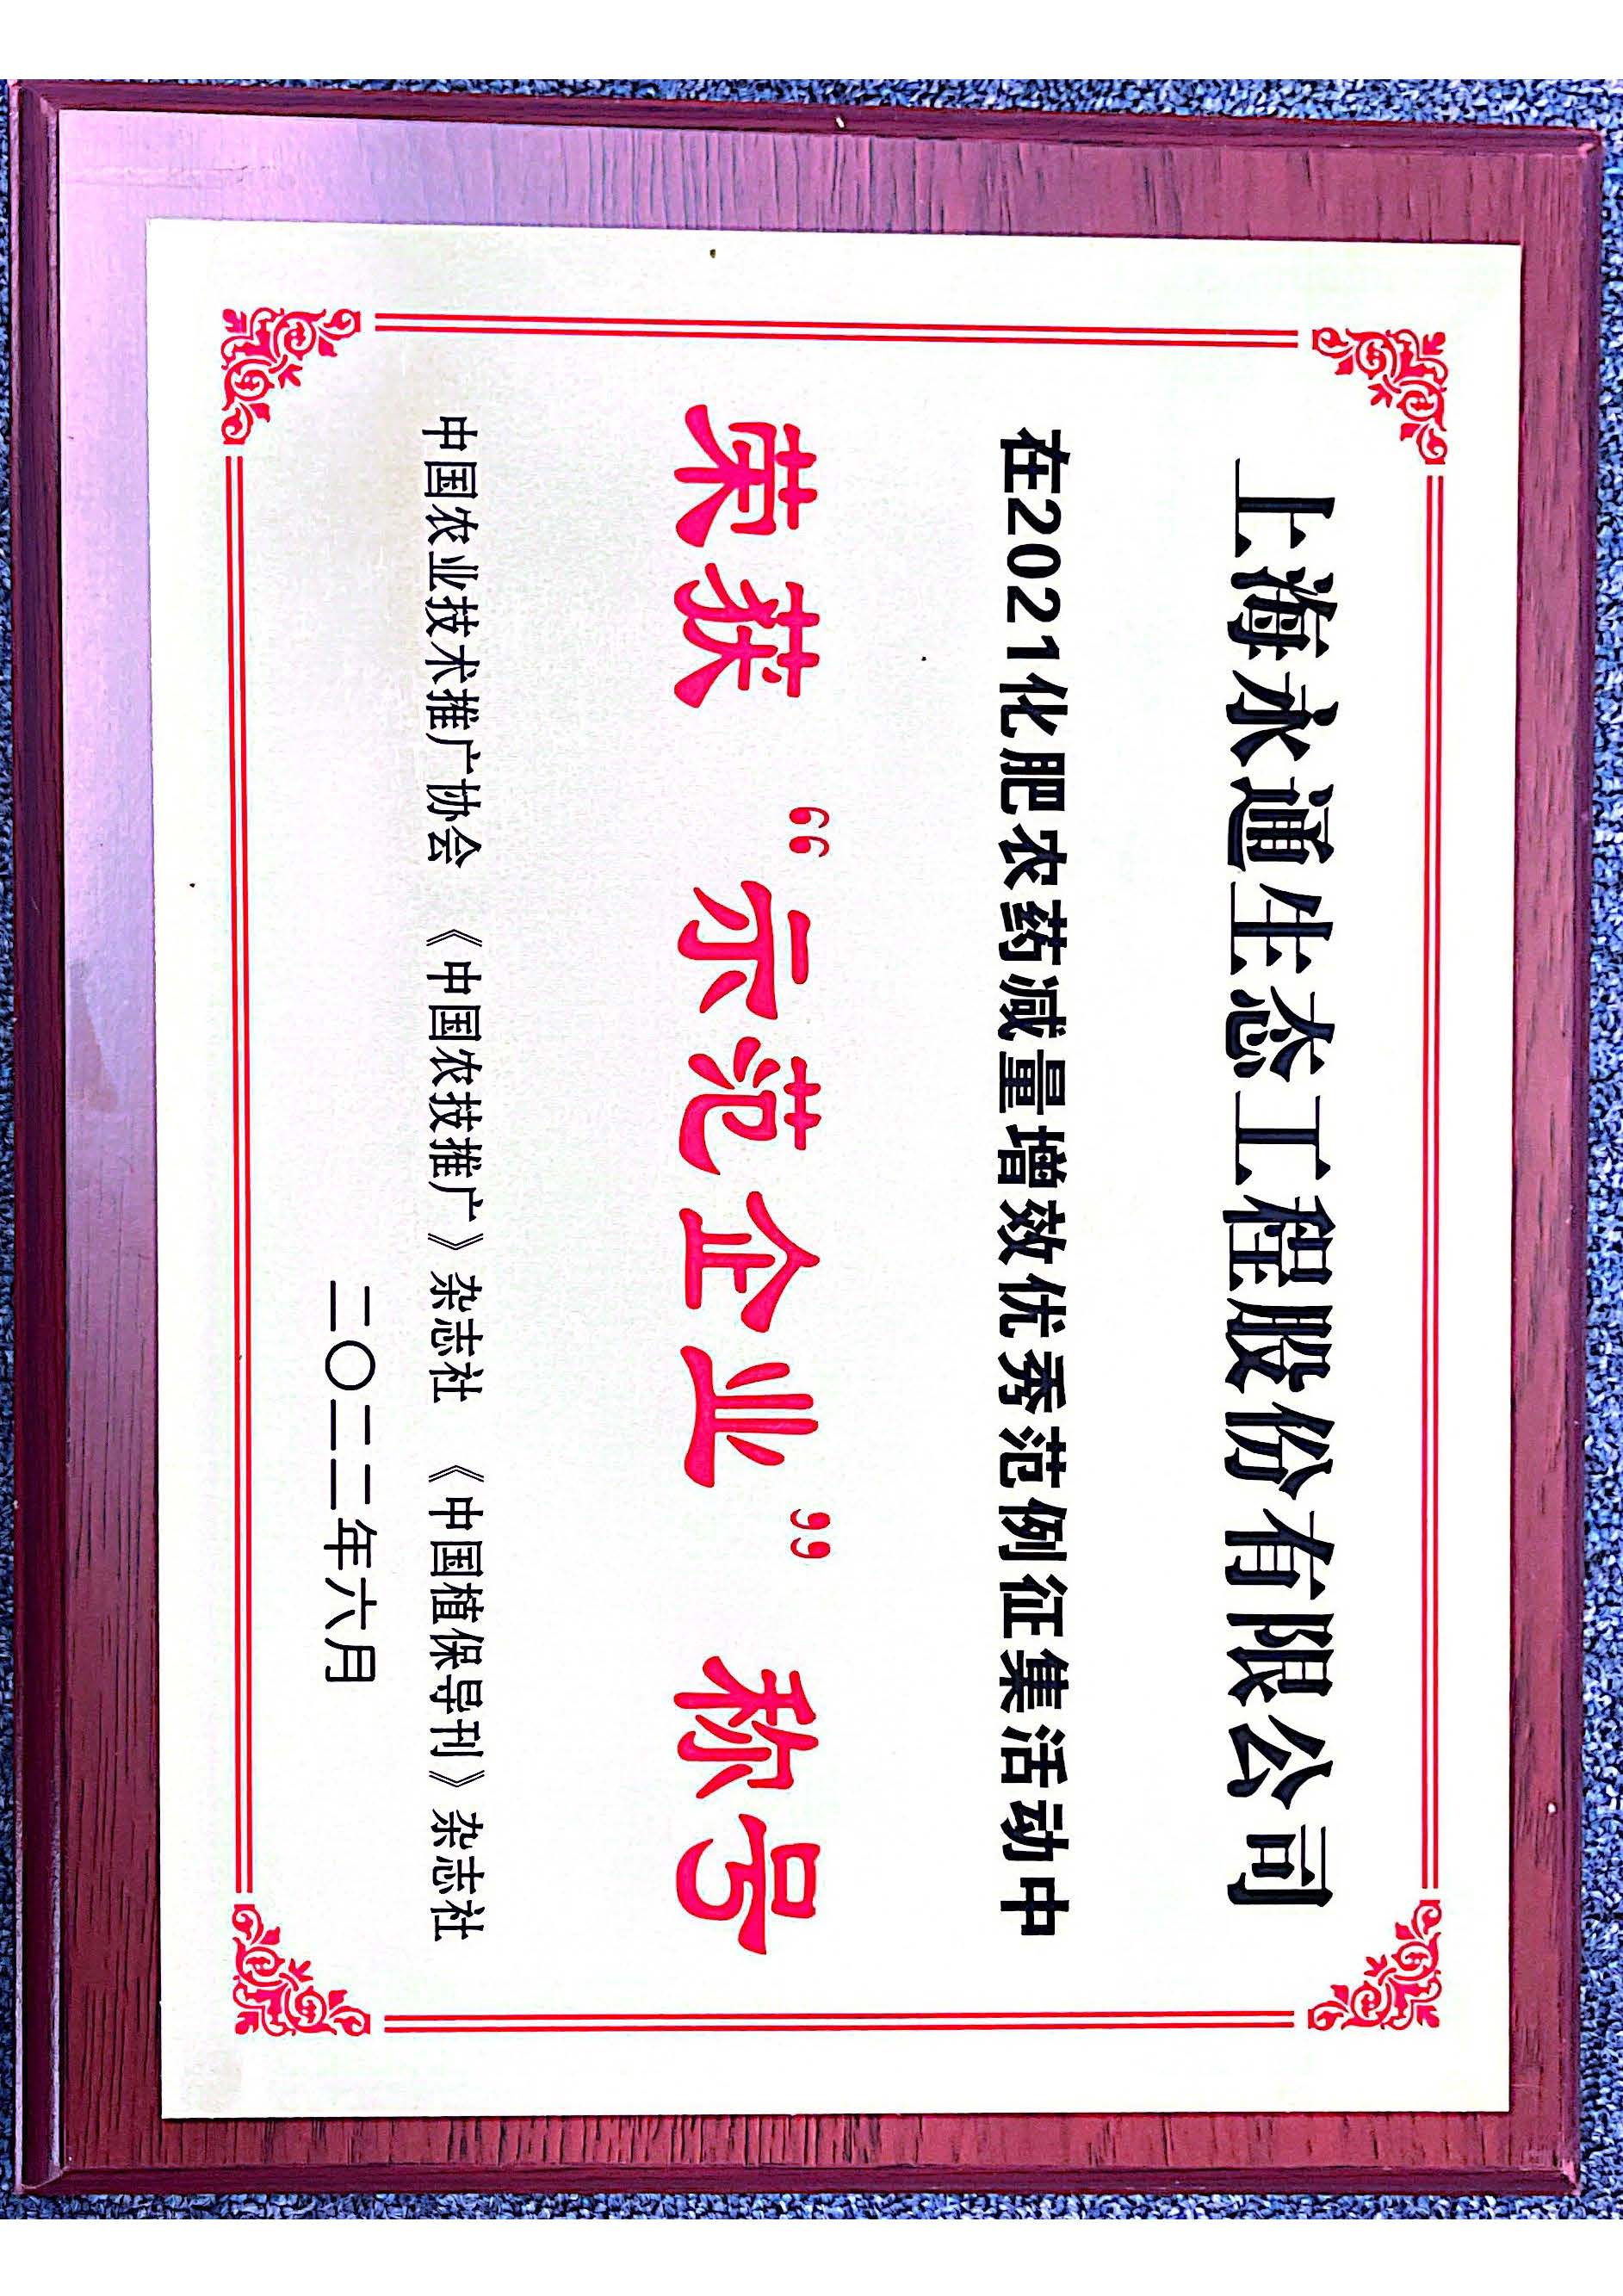 上海永通生态工程股份有限公司
在2021化肥农药减量增效优秀范例征集活动中
荣获“示范企业”称号
中国农业技术推广协会 《中国农技推广》杂志社 《中国植保导刊》杂志社
二〇二二年六月